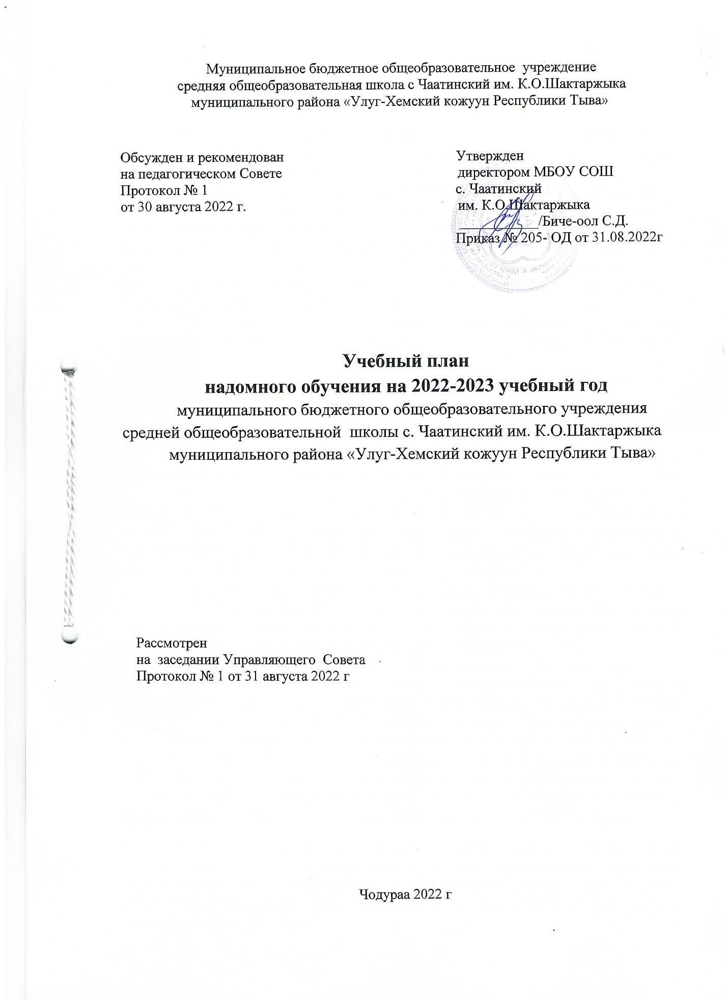 Муниципальное бюджетное общеобразовательное учреждение
средняя общеобразовательная школа с Чаатинский им. К.О.Шактаржыка
муниципального района «Улуг-Хемский кожуун Республики Тыва»
Обсужден и рекомендован
на педагогическом Совете
Протокол № 1
от 30 августа 2022 г.
Утвержден
директором МБОУ СОШ
с. Чаатинский
им. К.О.Шактаржыка
____________/Биче-оол С.Д.
Приказ № 205- ОД от 31.08.2022г
Учебный план
надомного обучения на 2022-2023 учебный год
муниципального бюджетного общеобразовательного учреждения
средней общеобразовательной школы с. Чаатинский им. К.О.Шактаржыка
муниципального района «Улуг-Хемский кожуун Республики Тыва»
Рассмотрен
на заседании Управляющего Совета
Протокол № 1 от 31 августа 2022 г
Чодураа 2022 г